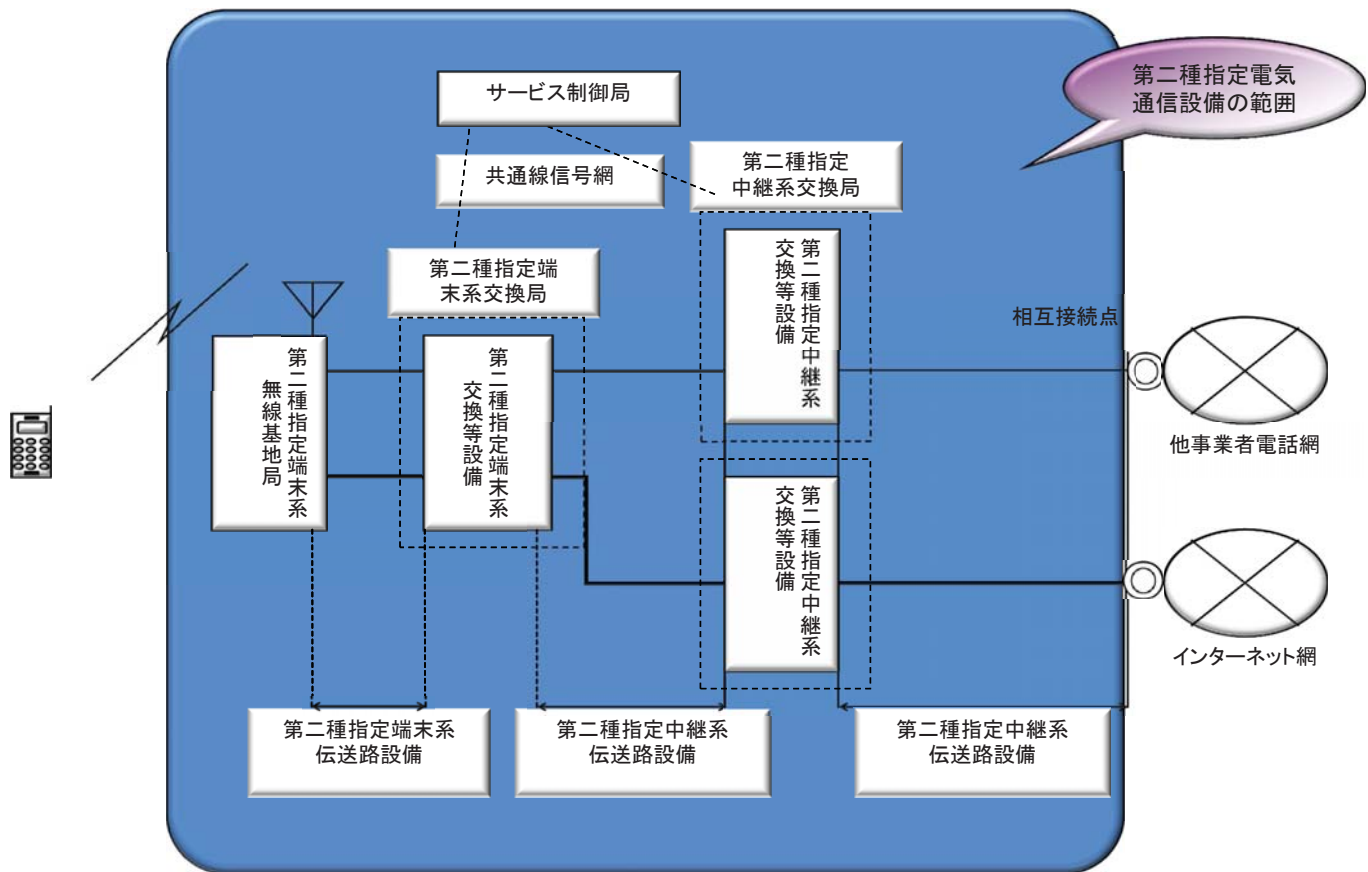 第二種指定電気
通信設備の範囲
サービス制御局
共通線信号網
第二種指定
中継系交換局
第二種指定端
末系交換局
第二種指定中継系
交換等設備
相互接続点
第二種指定端末系
無線基地局
第二種指定端末系
交換等設備
他事業者電話網
第二種指定中継系
交換等設備
インターネット網
第二種指定端末系
伝送路設備
第二種指定中継系
伝送路設備
第二種指定中継系
伝送路設備